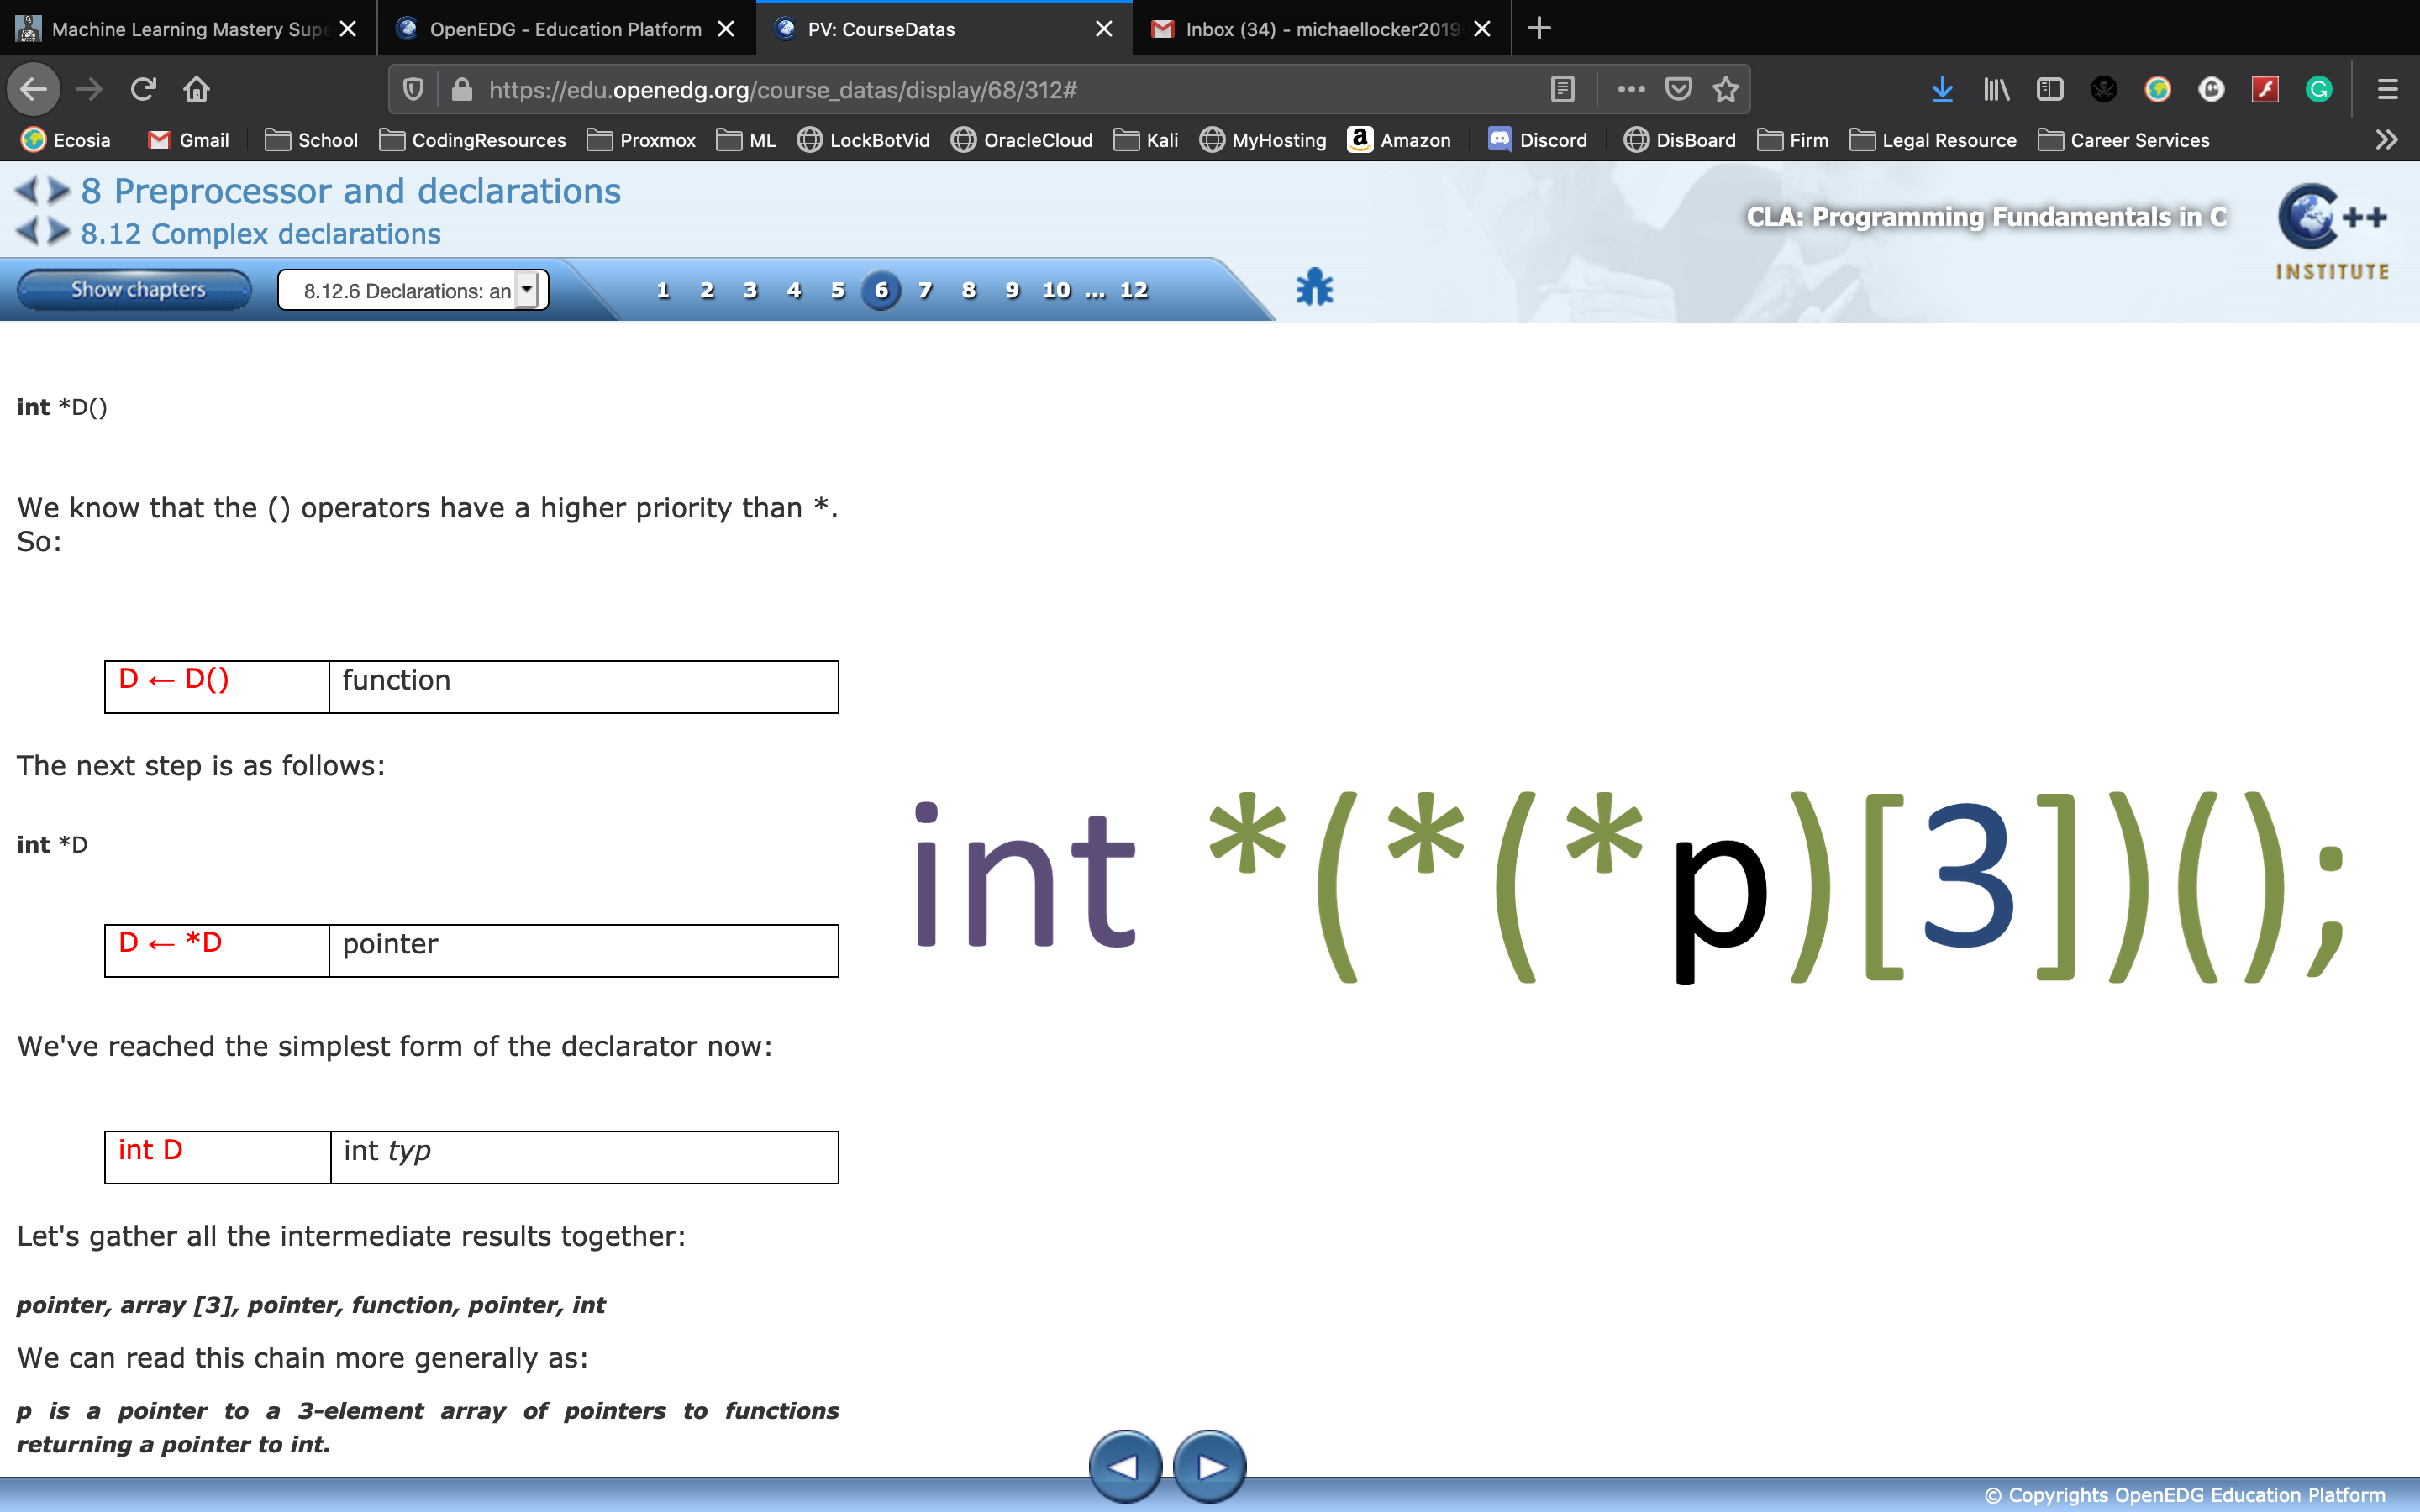 Machine Learning Mastery Supe
OpenEDG - Education Platform
PV: CourseDatas
Inbox (34) - michaellocker2019
https://edu.openedg.org/course_datas/display/68/312#
Ecosia
Gmail
School
CodingResources
Proxmox
ML
LockBotVid
OracleCloud
Kali
MyHosting
Amazon
Discord
DisBoard
Firm
Legal Resource
Career Services
8 Preprocessor and declarations
8.12 Complex declarations
CLA: Programming Fundamentals in C
C++
INSTITUTE
Show chapters
8.12.6 Declarations: an
1 2 3 4 5 6 7 8 9 10 ... 12
int *D()
We know that the () operators have a higher priority than *.
So:
D ← D() function
The next step is as follows:
int *D
D ← *D pointer
int *(*(*p)[3])();
We've reached the simplest form of the declarator now:
int D int typ
Let's gather all the intermediate results together:
pointer, array [3], pointer, function, pointer, int
We can read this chain more generally as:
p is a pointer to a 3-element array of pointers to functions
returning a pointer to int.
© Copyrights OpenEDG Education Platform